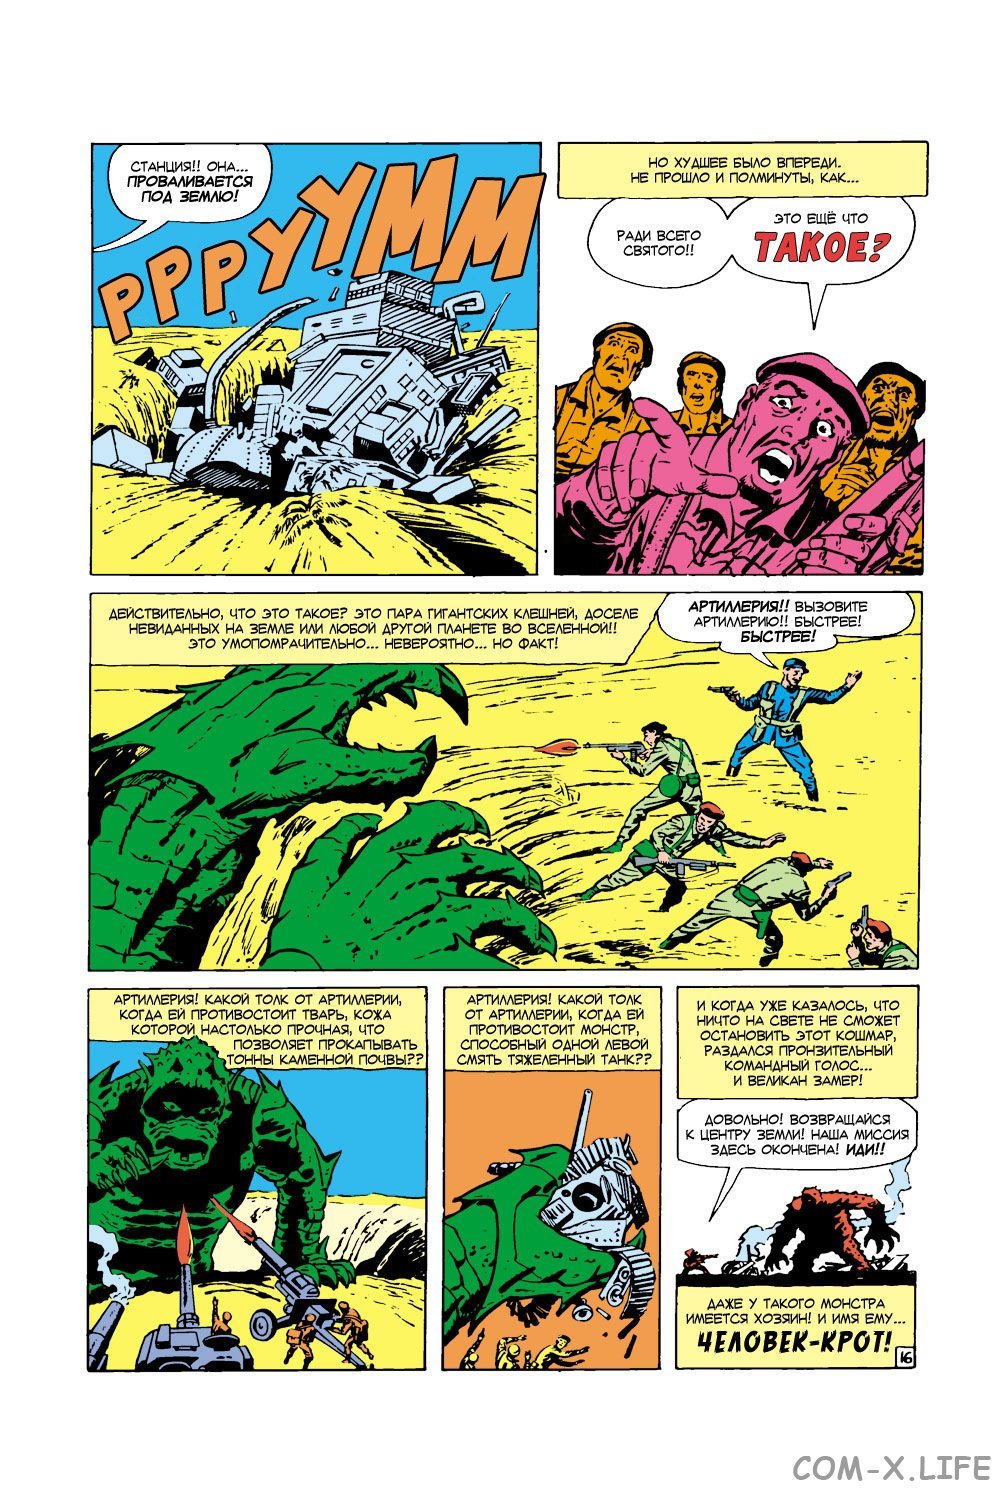 СТАНЦИЯ!! ОНА...
ПРОВАЛИВАЕТСЯ
ПОД ЗЕМЛЮ!
РРРУУУММ
НО ХУДШЕЕ БЫЛО ВПЕРЕДИ.
НЕ ПРОШЛО И ПОЛМИНУТЫ, КАК...
РАДИ ВСЕГО
СВЯТОГО!!
ЭТО ЕЩЁ ЧТО
ТАКОЕ?
ДЕЙСТВИТЕЛЬНО, ЧТО ЭТО ТАКОЕ? ЭТО ПАРА ГИГАНТСКИХ КЛЕШНЕЙ, ДОСЕЛЕ
НЕВИДАННЫХ НА ЗЕМЛЕ ИЛИ ЛЮБОЙ ДРУГОЙ ПЛАНЕТЕ ВО ВСЕЛЕННОЙ!!
ЭТО УМОПОМРАЧИТЕЛЬНО... НЕВЕРОЯТНО... НО ФАКТ!
АРТИЛЛЕРИЯ!! ВЫЗОВИТЕ
АРТИЛЛЕРИЮ!! БЫСТРЕЕ!
БЫСТРЕЕ!
АРТИЛЛЕРИЯ! КАКОЙ ТОЛК ОТ АРТИЛЛЕРИИ,
КОГДА ЕЙ ПРОТИВОСТОИТ ТВАРЬ, КОЖА
КОТОРОЙ НАСТОЛЬКО ПРОЧНАЯ, ЧТО
ПОЗВОЛЯЕТ ПРОКАПЫВАТЬ
ТОННЫ КАМЕННОЙ ПОЧВЫ??
АРТИЛЛЕРИЯ! КАКОЙ ТОЛК
ОТ АРТИЛЛЕРИИ, КОГДА ЕЙ
ПРОТИВОСТОИТ МОНСТР,
СПОСОБНЫЙ ОДНОЙ ЛЕВОЙ
СМЯТЬ ТЯЖЕЛЕННЫЙ ТАНК??
И КОГДА УЖЕ КАЗАЛОСЬ, ЧТО
НИЧТО НА СВЕТЕ НЕ СМОЖЕТ
ОСТАНОВИТЬ ЭТОТ КОШМАР,
РАЗДАЛСЯ ПРОНЗИТЕЛЬНЫЙ
КОМАНДНЫЙ ГОЛОС...
И ВЕЛИКАН ЗАМЕР!
ДОВОЛЬНО! ВОЗВРАЩАЙСЯ
К ЦЕНТРУ ЗЕМЛИ! НАША МИССИЯ
ЗДЕСЬ ОКОНЧЕНА! ИДИ!!
ДАЖЕ У ТАКОГО МОНСТРА
ИМЕЕТСЯ ХОЗЯИН! И ИМЯ ЕМУ...
ЧЕЛОВЕК-КРОТ!
16
COM-X.LIFE